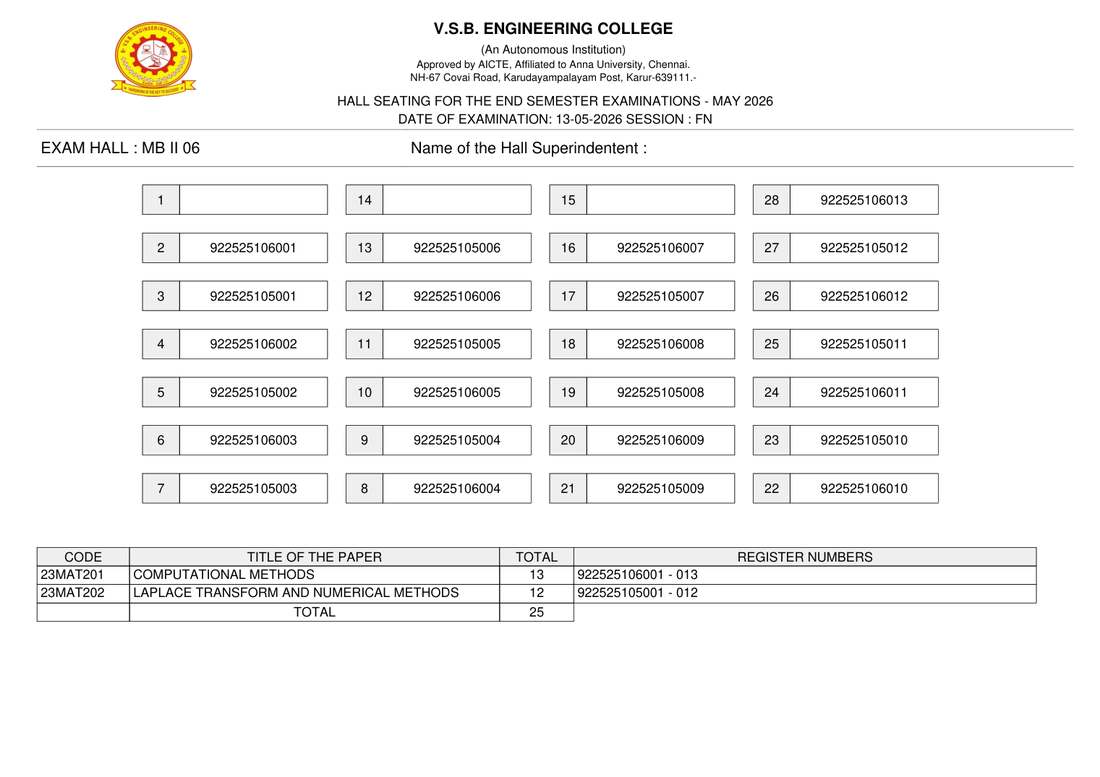 V.S.B. ENGINEERING COLLEGE
(An Autonomous Institution)
Approved by AICTE, Affiliated to Anna University, Chennai.
NH-67 Covai Road, Karudayampalayam Post, Karur-639111.-
HALL SEATING FOR THE END SEMESTER EXAMINATIONS - MAY 2026
DATE OF EXAMINATION: 13-05-2026 SESSION : FN
EXAM HALL : MB II 06 Name of the Hall Superindentent :
1 14 15 28 922525106013
2 922525106001 13 922525105006 16 922525106007 27 922525105012
3 922525105001 12 922525106006 17 922525105007 26 922525106012
4 922525106002 11 922525105005 18 922525106008 25 922525105011
5 922525105002 10 922525106005 19 922525105008 24 922525106011
6 922525106003 9 922525105004 20 922525106009 23 922525105010
7 922525105003 8 922525106004 21 922525105009 22 922525106010
CODE TITLE OF THE PAPER TOTAL REGISTER NUMBERS
23MAT201 COMPUTATIONAL METHODS 13 922525106001 - 013
23MAT202 LAPLACE TRANSFORM AND NUMERICAL METHODS 12 922525105001 - 012
TOTAL 25